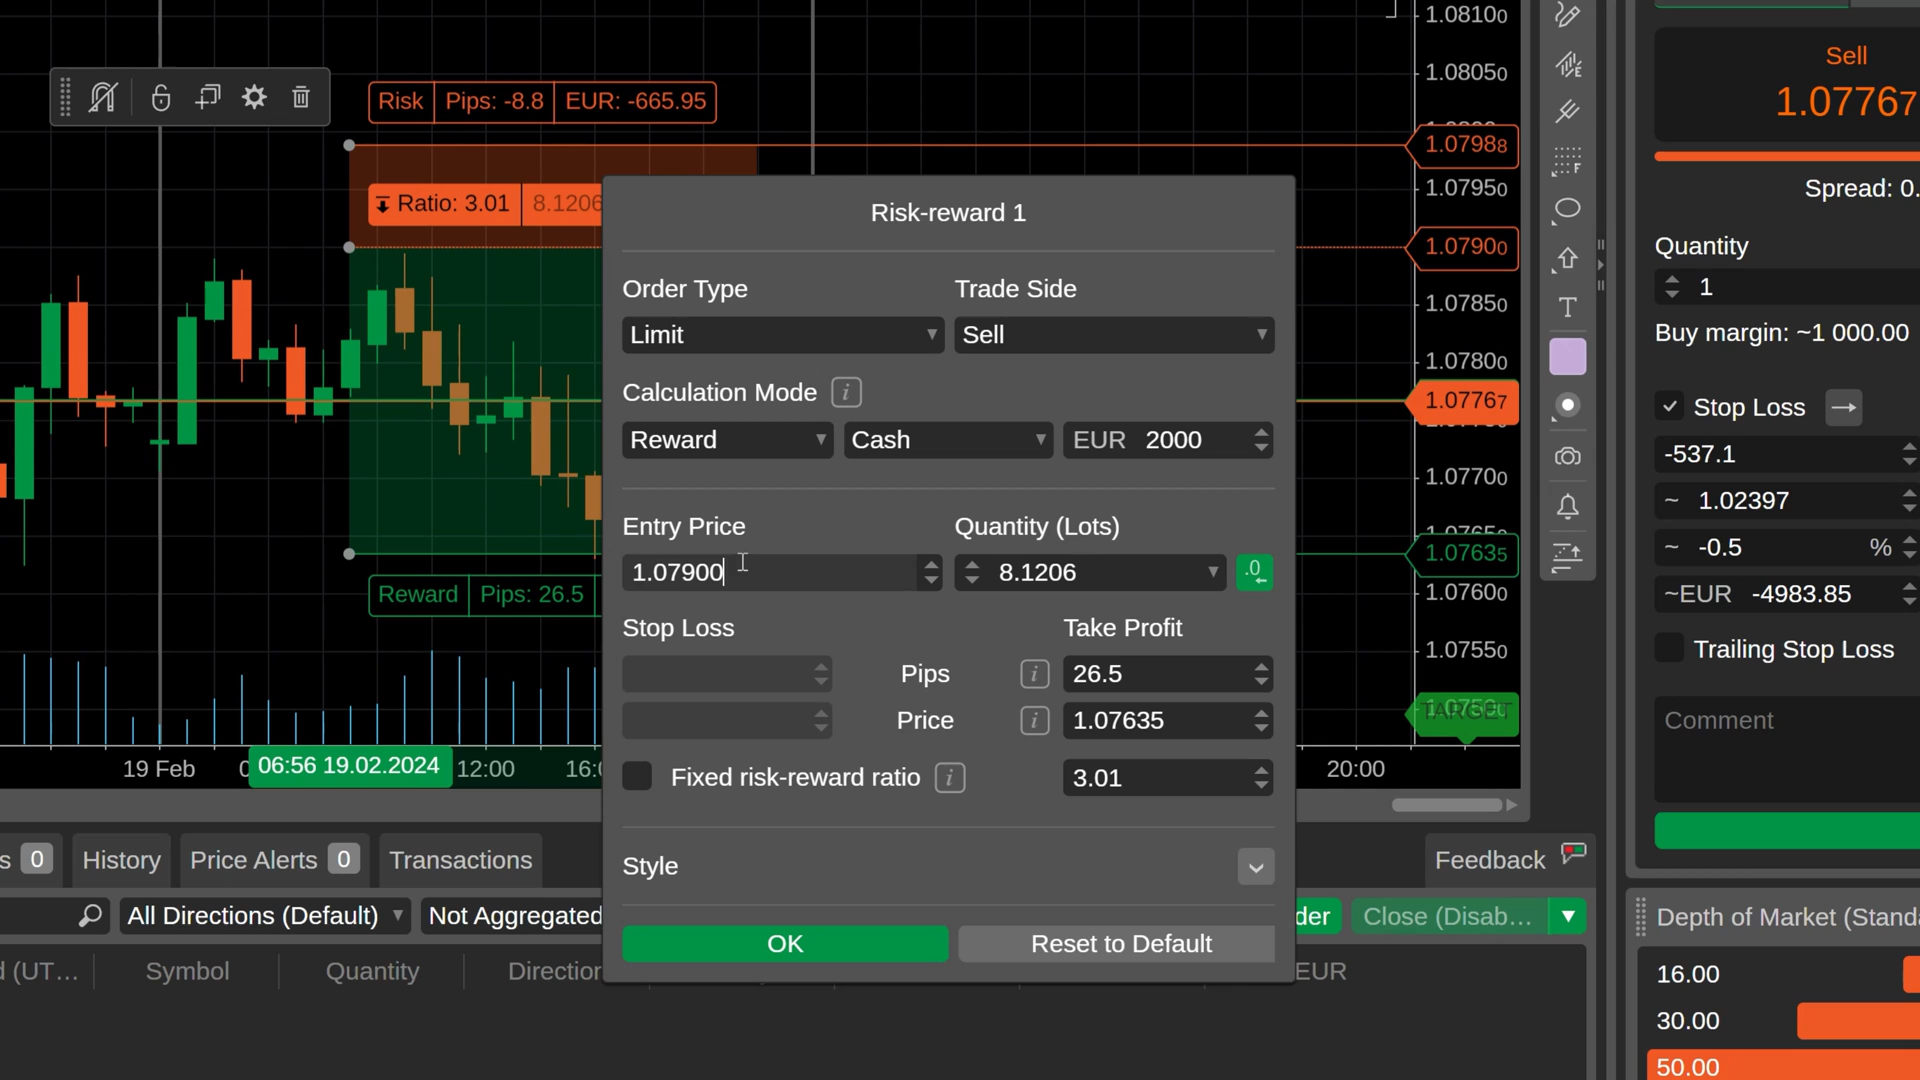 1.08100
1.08050
Sell
1.07767
Risk Pips: -8.8 EUR: -665.95
1.07988
1.07950
Spread: 0.
Ratio: 3.01 8.1206
Risk-reward 1
1.07900
Quantity
1
Order Type Trade Side
Limit Sell
1.07850
Buy margin: ~1 000.00
1.07800
Calculation Mode i
1.07767
Stop Loss
Reward Cash EUR 2000
-537.1
1.07700
~ 1.02397
Entry Price Quantity (Lots)
1.07635
~ -0.5 %
1.07900 8.1206 .0
1.07600
~EUR -4983.85
Reward Pips: 26.5
Stop Loss Take Profit
1.07550
Trailing Stop Loss
Pips i 26.5
Price i 1.07635
TARGET
Comment
19 Feb 06:56 19.02.2024 12:00 20:00
Fixed risk-reward ratio i 3.01
0 History Price Alerts 0 Transactions
Style
Feedback
All Directions (Default) Not Aggregated
Close (Disab...
OK Reset to Default
Depth of Market (Standa
(UT... Symbol Quantity Direction EUR
16.00
30.00
50.00